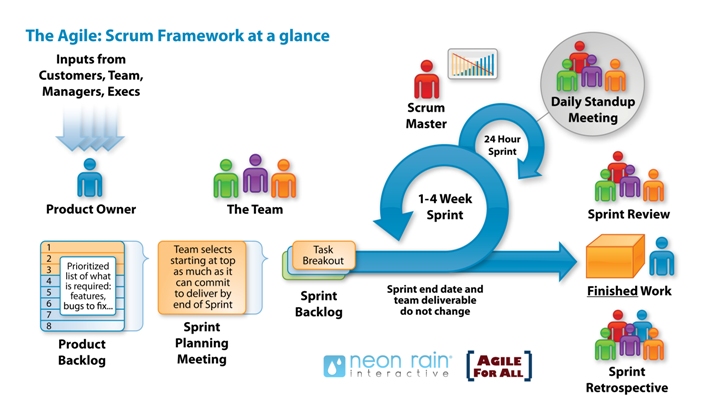 The Agile: Scrum Framework at a glance
Inputs from
Customers, Team,
Managers, Execs
Product Owner
The Team
1
2
3
4
5
6
7
8
Prioritized
list of what
is required:
features,
bugs to fix...
Product
Backlog
Team selects
starting at top
as much as it
can commit
to deliver by
end of Sprint
Sprint
Planning
Meeting
Task
Breakout
Sprint
Backlog
Scrum
Master
1-4 Week
Sprint
24 Hour
Sprint
Daily Standup
Meeting
Sprint end date and
team deliverable
do not change
Sprint Review
Finished Work
Sprint
Retrospective
neon rain®
interactive
AGILE
FOR ALL